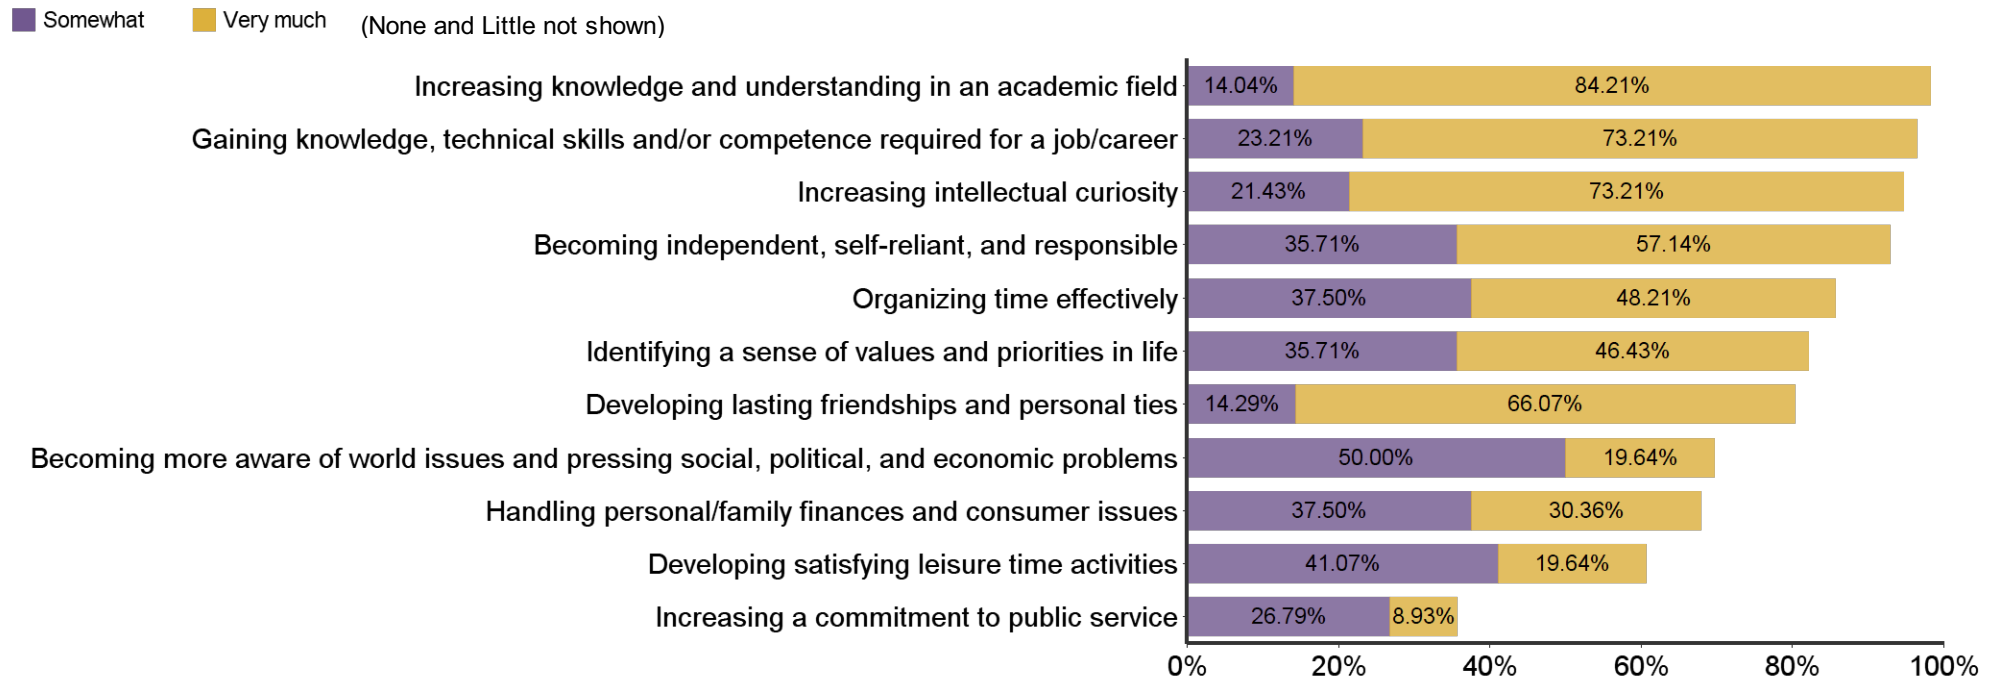 Somewhat Very much (None and Little not shown)
Increasing knowledge and understanding in an academic field 14.04% 84.21%
Gaining knowledge, technical skills and/or competence required for a job/career 23.21% 73.21%
Increasing intellectual curiosity 21.43% 73.21%
Becoming independent, self-reliant, and responsible 35.71% 57.14%
Organizing time effectively 37.50% 48.21%
Identifying a sense of values and priorities in life 35.71% 46.43%
Developing lasting friendships and personal ties 14.29% 66.07%
Becoming more aware of world issues and pressing social, political, and economic problems 50.00% 19.64%
Handling personal/family finances and consumer issues 37.50% 30.36%
Developing satisfying leisure time activities 41.07% 19.64%
Increasing a commitment to public service 26.79% 8.93%
0% 20% 40% 60% 80% 100%